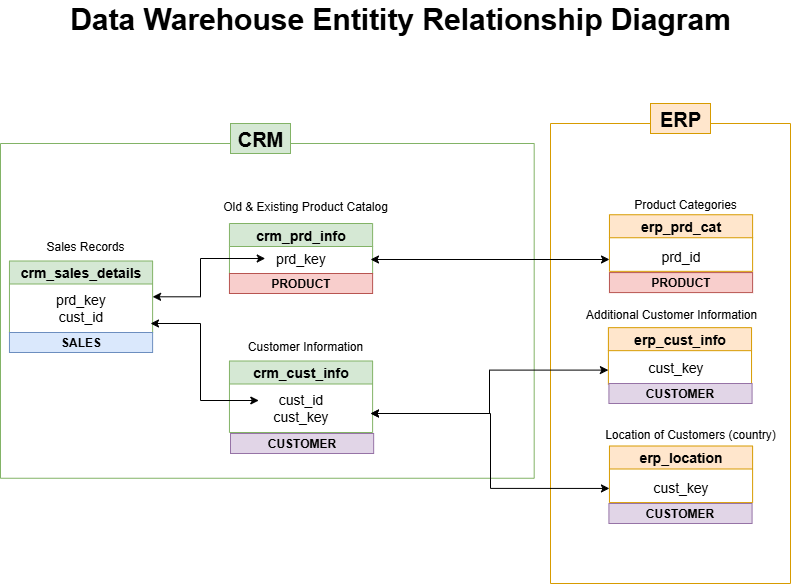 Data Warehouse Entitity Relationship Diagram
CRM
ERP
Sales Records
crm_sales_details
prd_key
cust_id
SALES
Old & Existing Product Catalog
crm_prd_info
prd_key
PRODUCT
Customer Information
crm_cust_info
cust_id
cust_key
CUSTOMER
Product Categories
erp_prd_cat
prd_id
PRODUCT
Additional Customer Information
erp_cust_info
cust_key
CUSTOMER
Location of Customers (country)
erp_location
cust_key
CUSTOMER